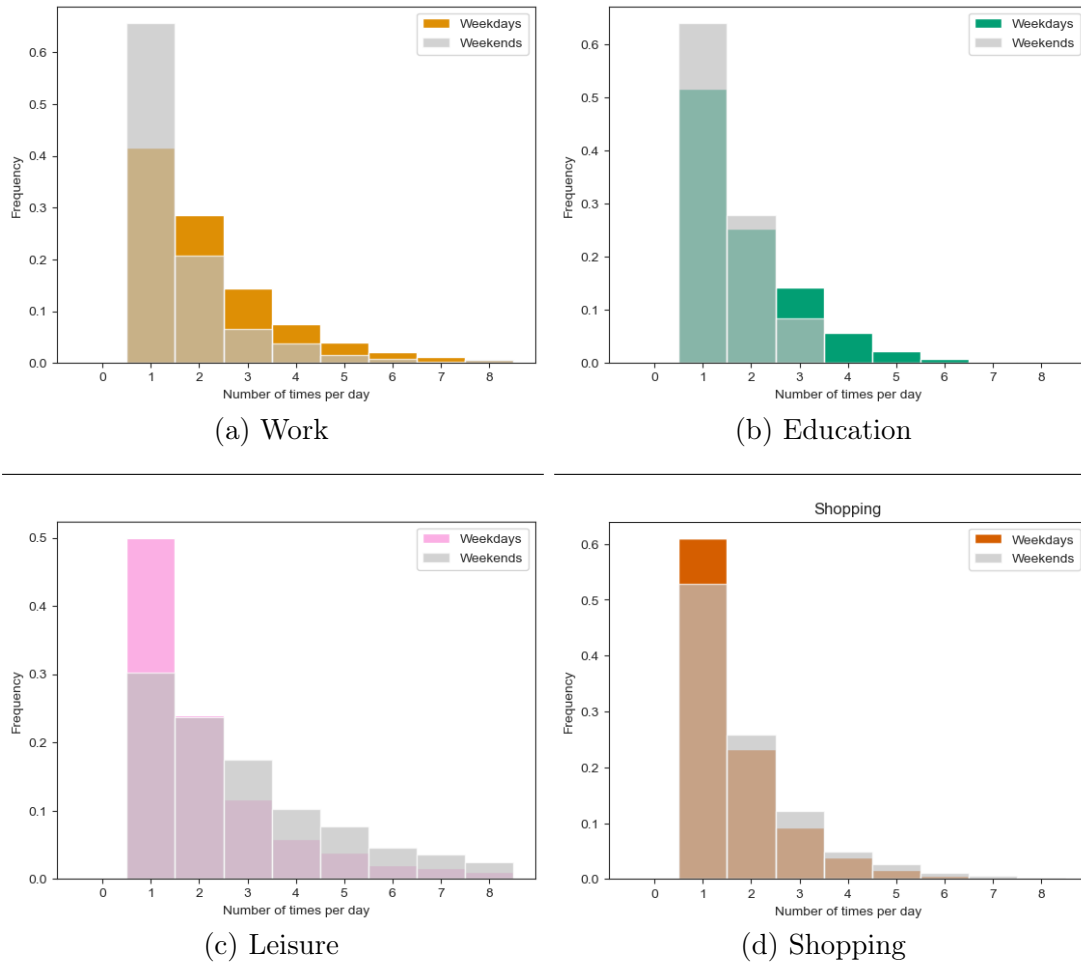 Weekdays
Weekends
0.6
0.5
0.4
0.3
0.2
0.1
0.0
Frequency
0 1 2 3 4 5 6 7 8
Number of times per day
(a) Work
Weekdays
Weekends
0.6
0.5
0.4
0.3
0.2
0.1
0.0
Frequency
0 1 2 3 4 5 6 7 8
Number of times per day
(b) Education
Weekdays
Weekends
0.5
0.4
0.3
0.2
0.1
0.0
Frequency
0 1 2 3 4 5 6 7 8
Number of times per day
(c) Leisure
Shopping
Weekdays
Weekends
0.6
0.5
0.4
0.3
0.2
0.1
0.0
Frequency
0 1 2 3 4 5 6 7 8
Number of times per day
(d) Shopping